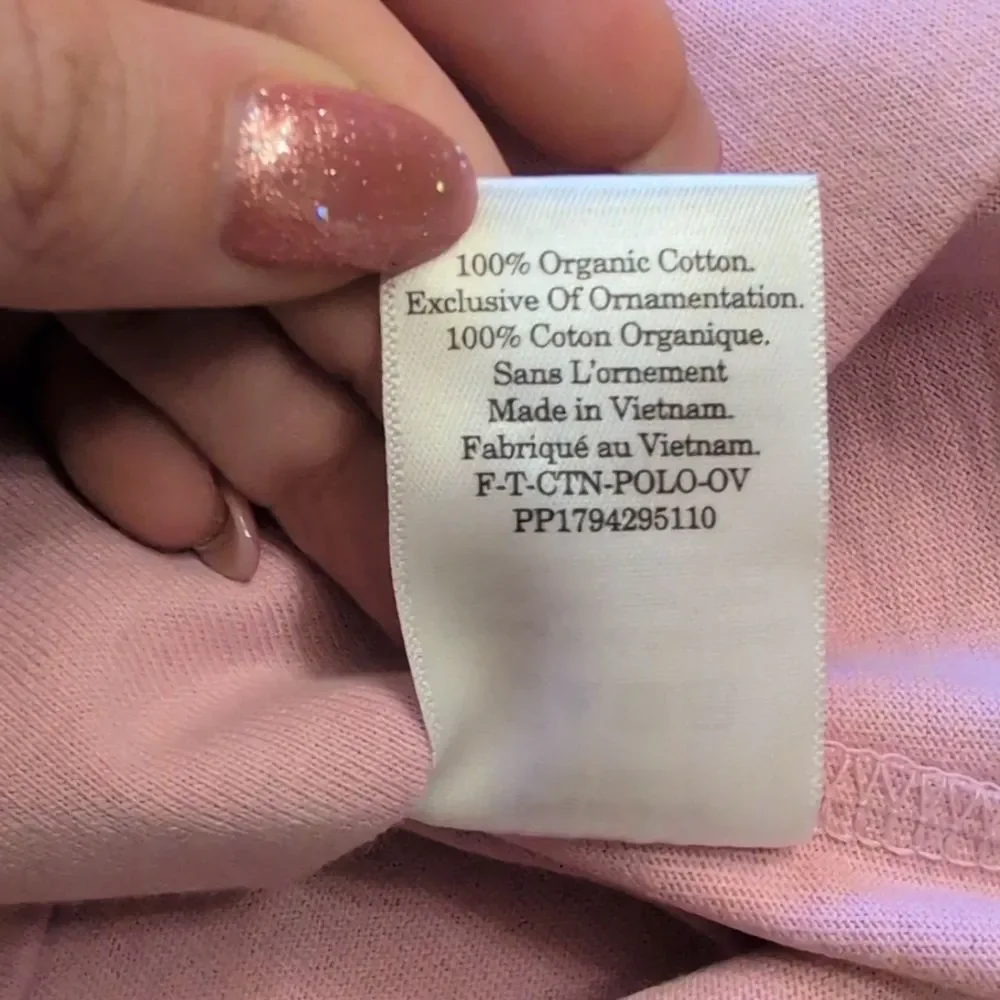 100% Organic Cotton.
Exclusive Of Ornamentation.
100% Coton Organique.
Sans L'ornement
Made in Vietnam.
Fabriqué au Vietnam.
F-T-CTN-POLO-OV
PP1794295110